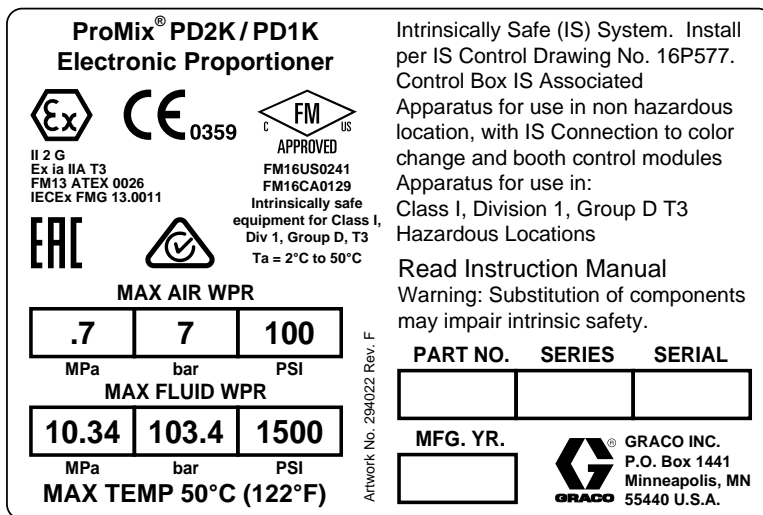 ProMix® PD2K / PD1K
Electronic Proportioner
Ex
CE 0359
FM
C US
APPROVED
II 2 G
Ex ia IIA T3
FM13 ATEX 0026
IECEx FMG 13.0011
FM16US0241
FM16CA0129
Intrinsically safe
equipment for Class I,
Div 1, Group D, T3
Ta = 2°C to 50°C
EAC
MAX AIR WPR
.7 7 100
MPa bar PSI
MAX FLUID WPR
10.34 103.4 1500
MPa bar PSI
MAX TEMP 50°C (122°F)
Artwork No. 294022 Rev. F
Intrinsically Safe (IS) System. Install
per IS Control Drawing No. 16P577.
Control Box IS Associated
Apparatus for use in non hazardous
location, with IS Connection to color
change and booth control modules
Apparatus for use in:
Class I, Division 1, Group D T3
Hazardous Locations
Read Instruction Manual
Warning: Substitution of components
may impair intrinsic safety.
PART NO. SERIES SERIAL
MFG. YR.
®
GRACO
GRACO INC.
P.O. Box 1441
Minneapolis, MN
55440 U.S.A.